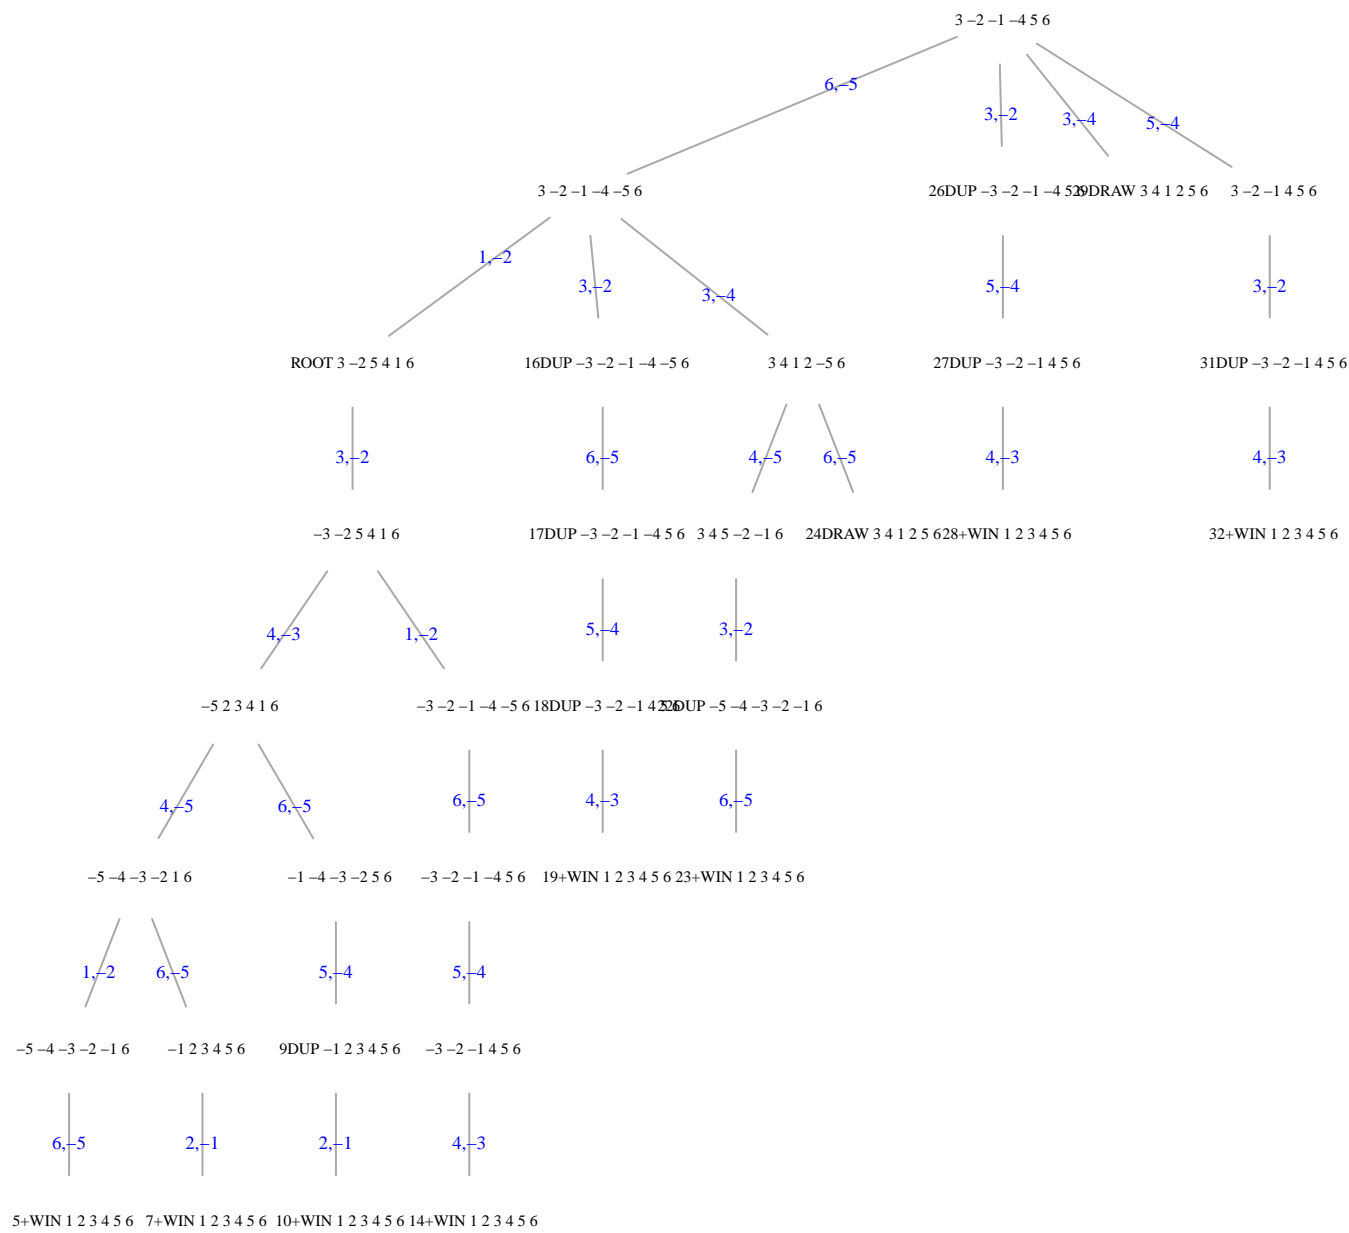 3 –2 –1 –4 5 6
6,–5
3,–2
3,–4
5,–4
3 –2 –1 –4 –5 6
26DUP –3 –2 –1 –4 5 6
29DRAW 3 4 1 2 5 6
3 –2 –1 4 5 6
1,–2
3,–2
3,–4
5,–4
3,–2
ROOT 3 –2 5 4 1 6
16DUP –3 –2 –1 –4 –5 6
3 4 1 2 –5 6
27DUP –3 –2 –1 4 5 6
31DUP –3 –2 –1 4 5 6
3,–2
6,–5
4,–5
6,–5
4,–3
4,–3
–3 –2 5 4 1 6
17DUP –3 –2 –1 –4 5 6
3 4 5 –2 –1 6
24DRAW 3 4 1 2 5 6
28+WIN 1 2 3 4 5 6
32+WIN 1 2 3 4 5 6
4,–3
1,–2
5,–4
3,–2
–5 2 3 4 1 6
–3 –2 –1 –4 –5 6
18DUP –3 –2 –1 4 5 6
22DUP –5 –4 –3 –2 –1 6
4,–5
6,–5
6,–5
4,–3
6,–5
–5 –4 –3 –2 1 6
–1 –4 –3 –2 5 6
–3 –2 –1 –4 5 6
19+WIN 1 2 3 4 5 6
23+WIN 1 2 3 4 5 6
1,–2
6,–5
5,–4
5,–4
–5 –4 –3 –2 –1 6
–1 2 3 4 5 6
9DUP –1 2 3 4 5 6
–3 –2 –1 4 5 6
6,–5
2,–1
2,–1
4,–3
5+WIN 1 2 3 4 5 6
7+WIN 1 2 3 4 5 6
10+WIN 1 2 3 4 5 6
14+WIN 1 2 3 4 5 6